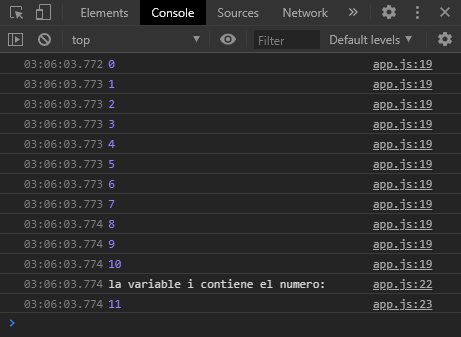 Elements Console Sources Network »
top Filter Default levels
03:06:03.772 0 app.js:19
03:06:03.773 1 app.js:19
03:06:03.773 2 app.js:19
03:06:03.773 3 app.js:19
03:06:03.773 4 app.js:19
03:06:03.773 5 app.js:19
03:06:03.773 6 app.js:19
03:06:03.773 7 app.js:19
03:06:03.774 8 app.js:19
03:06:03.774 9 app.js:19
03:06:03.774 10 app.js:19
03:06:03.774 la variable i contiene el numero: app.js:22
03:06:03.774 11 app.js:23